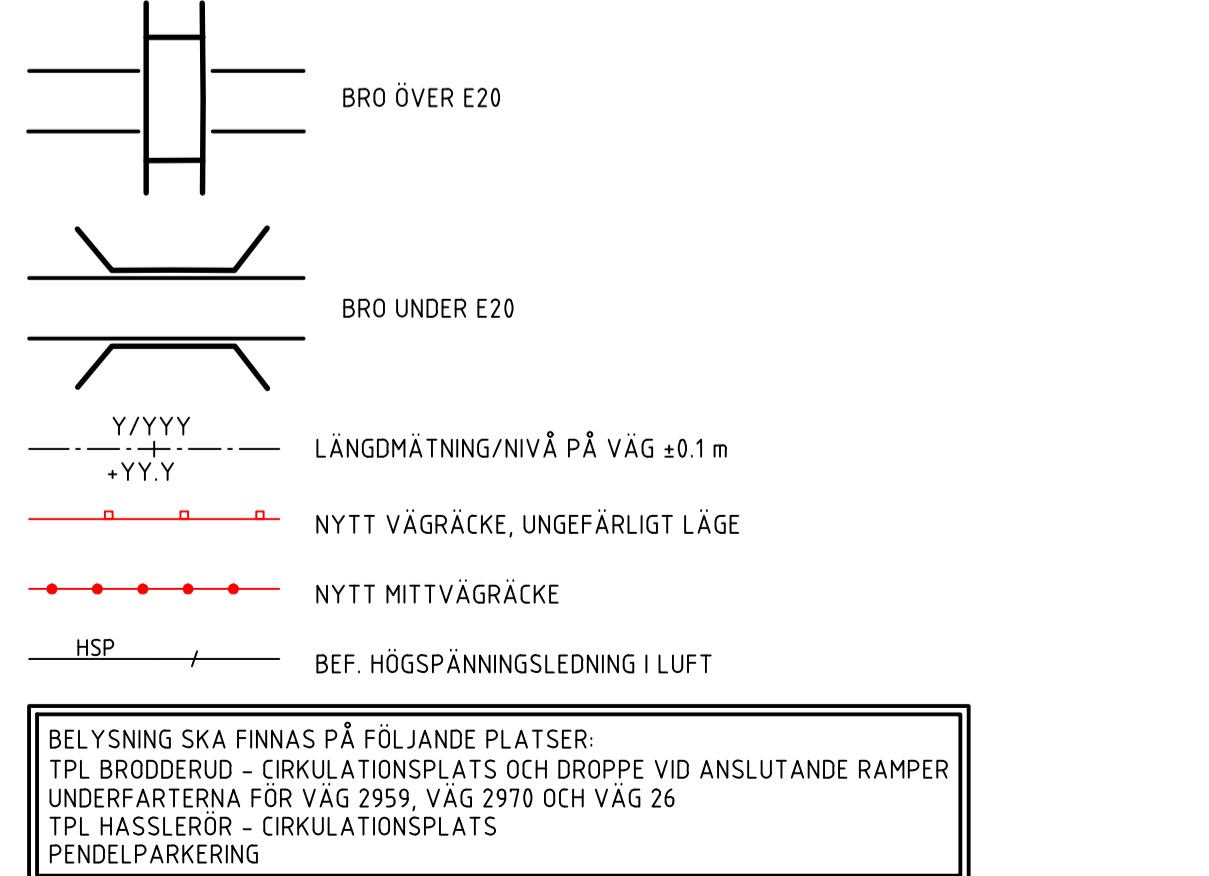 BRO ÖVER E20
BRO UNDER E20
Y/YYY
+YY.Y
LÄNGDMÄTNING/NIVÅ PÅ VÄG ±0.1 m
NYTT VÄGRÄCKE, UNGEFÄRLIGT LÄGE
NYTT MITTVÄGRÄCKE
HSP
BEF. HÖGSPÄNNINGSLEDNING I LUFT
BELYSNING SKA FINNAS PÅ FÖLJANDE PLATSER:
TPL BRODDERUD - CIRKULATIONSPLATS OCH DROPPE VID ANSLUTANDE RAMPER
UNDERFARTERNA FÖR VÄG 2959, VÄG 2970 OCH VÄG 26
TPL HASSLERÖR - CIRKULATIONSPLATS
PENDELPARKERING